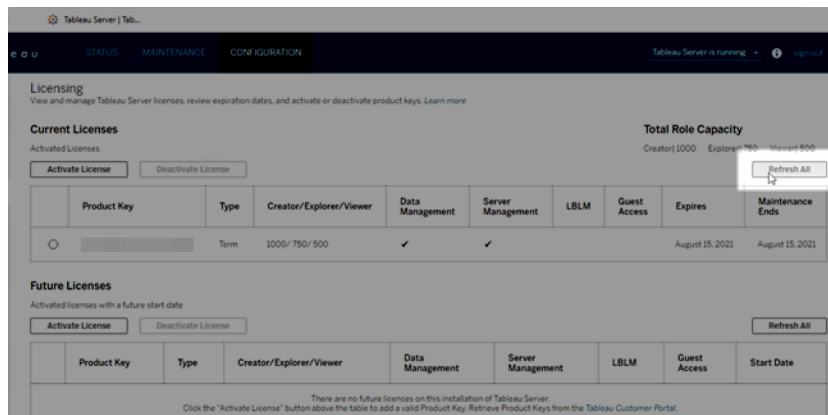 Tableau Server | Tab...
eau STATUS MAINTENANCE CONFIGURATION Tableau Server is running sign out
Licensing
View and manage Tableau Server licenses, review expiration dates, and activate or deactivate product keys. Learn more
Current Licenses Total Role Capacity
Activated Licenses Creator| 1000 Explorer| 750 Viewer| 500
Activate License Deactivate License Refresh All
Product Key Type Creator/Explorer/Viewer Data Management Server Management LBLM Guest Access Expires Maintenance Ends
Term 1000/ 750/ 500 ✔ ✔ August 15, 2021 August 15, 2021
Future Licenses
Activated licenses with a future start date
Activate License Deactivate License Refresh All
Product Key Type Creator/Explorer/Viewer Data Management Server Management LBLM Guest Access Start Date
There are no future licences on this installation of Tableau Server.
Click the "Activate License" button above the table to add a valid Product Key. Retrieve Product Keys from the Tableau Customer Portal.